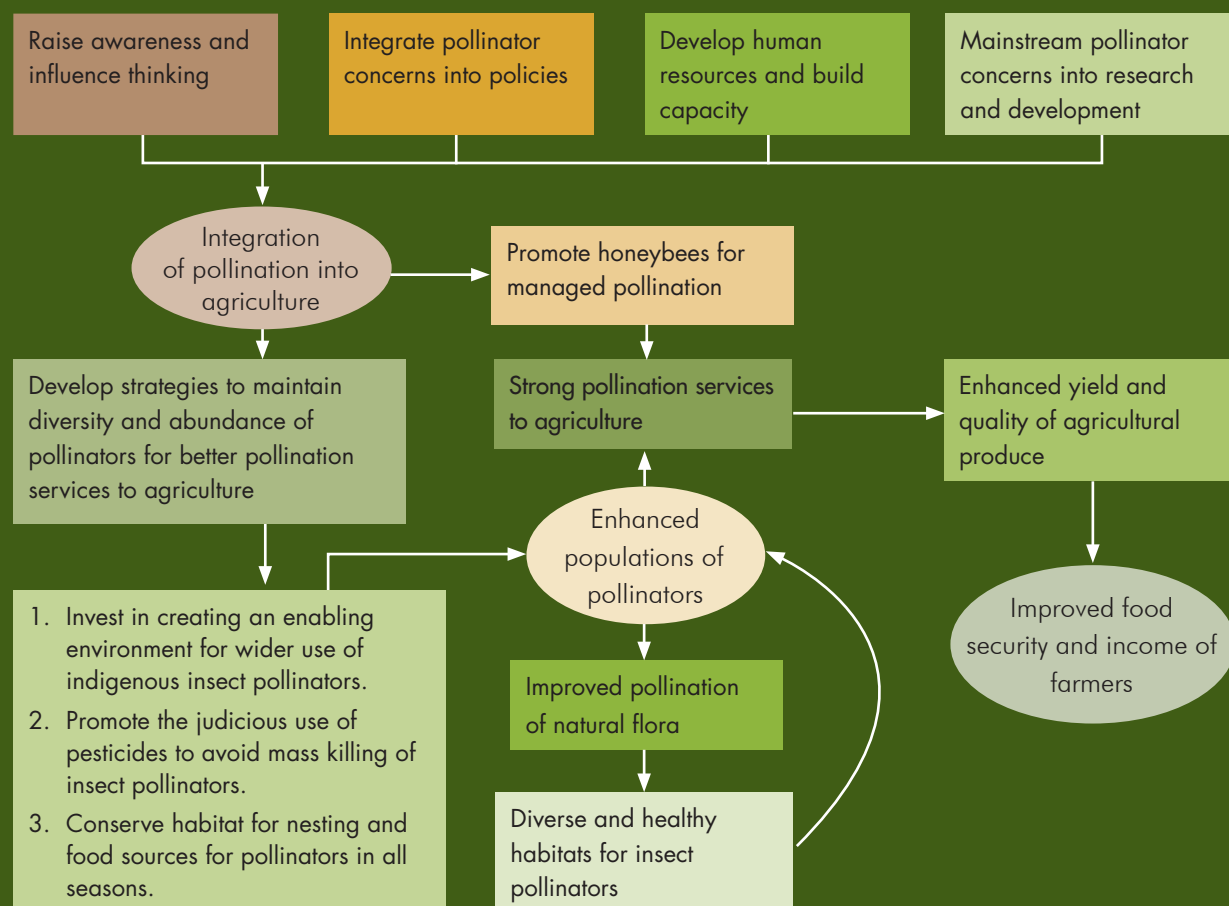 Raise awareness and
influence thinking
Integrate pollinator
concerns into policies
Develop human
resources and build
capacity
Mainstream pollinator
concerns into research
and development
Integration
of pollination into
agriculture
Promote honeybees for
managed pollination
Develop strategies to maintain
diversity and abundance of
pollinators for better pollination
services to agriculture
Strong pollination services
to agriculture
Enhanced yield and
quality of agricultural
produce
Enhanced
populations of
pollinators
Improved food
security and income of
farmers
1. Invest in creating an enabling
environment for wider use of
indigenous insect pollinators.
2. Promote the judicious use of
pesticides to avoid mass killing of
insect pollinators.
3. Conserve habitat for nesting and
food sources for pollinators in all
seasons.
Improved pollination
of natural flora
Diverse and healthy
habitats for insect
pollinators